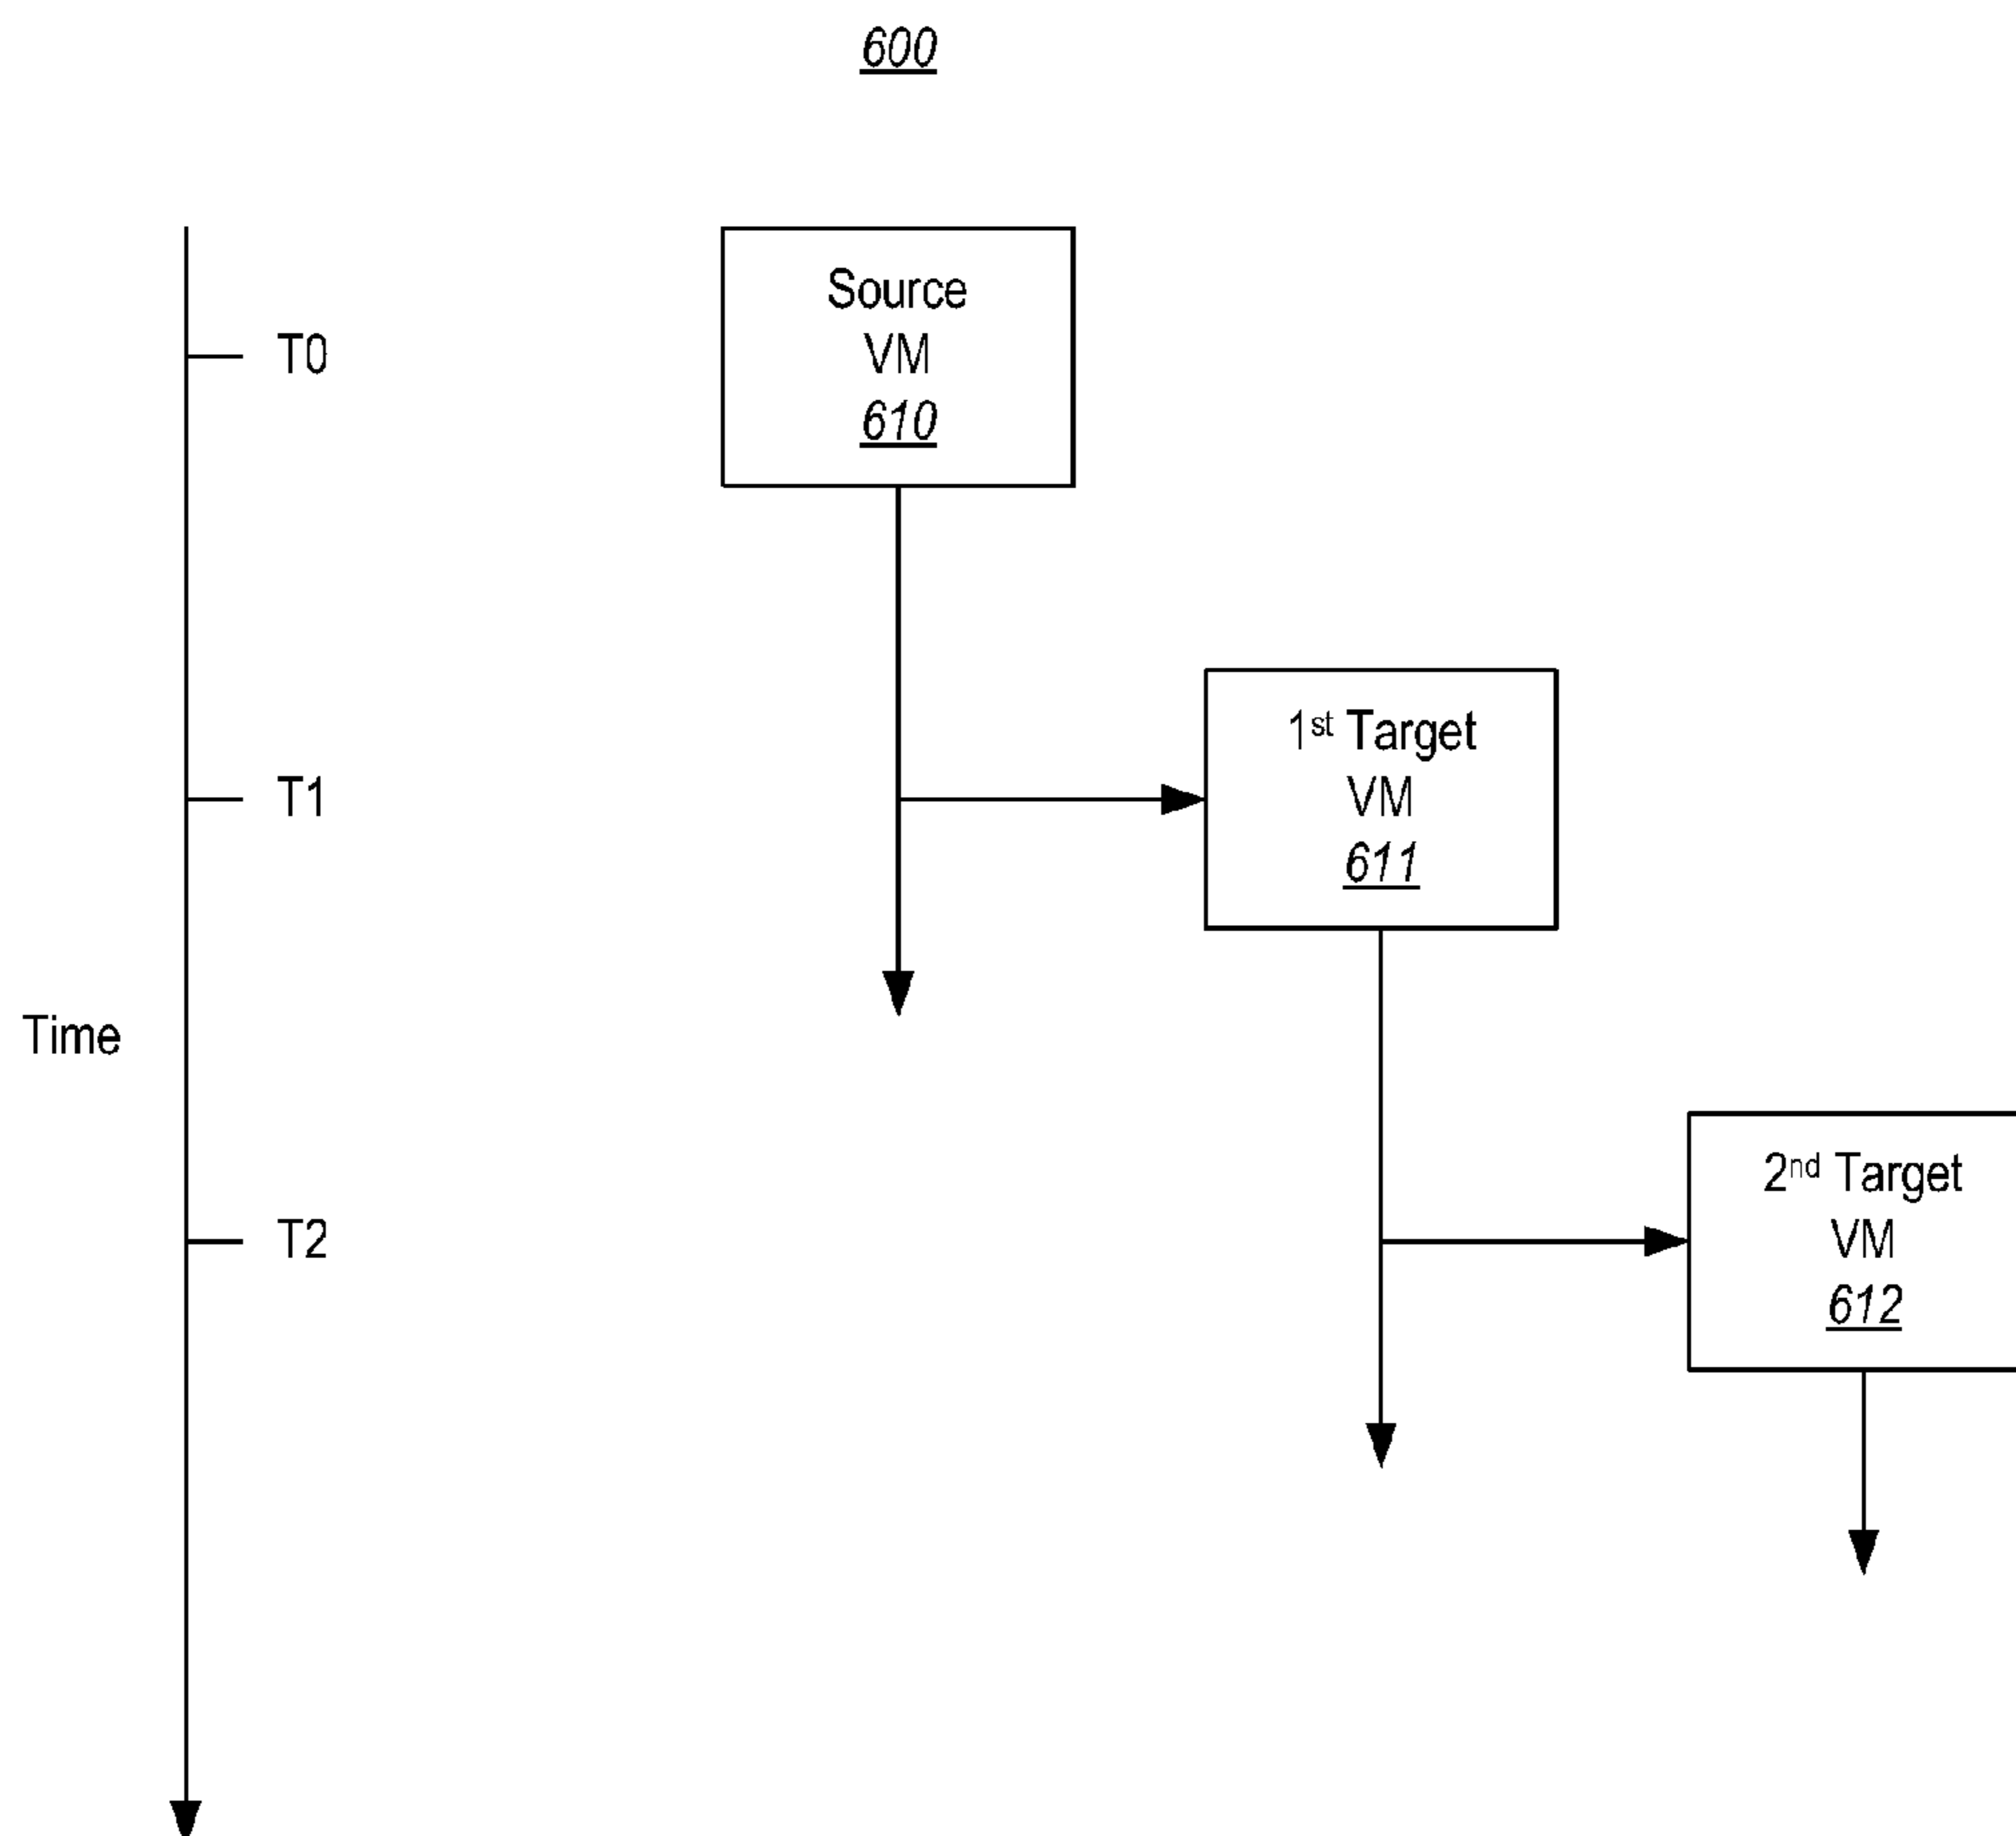 600
Source
VM
610
T0
1st Target
VM
611
T1
Time
2nd Target
VM
612
T2